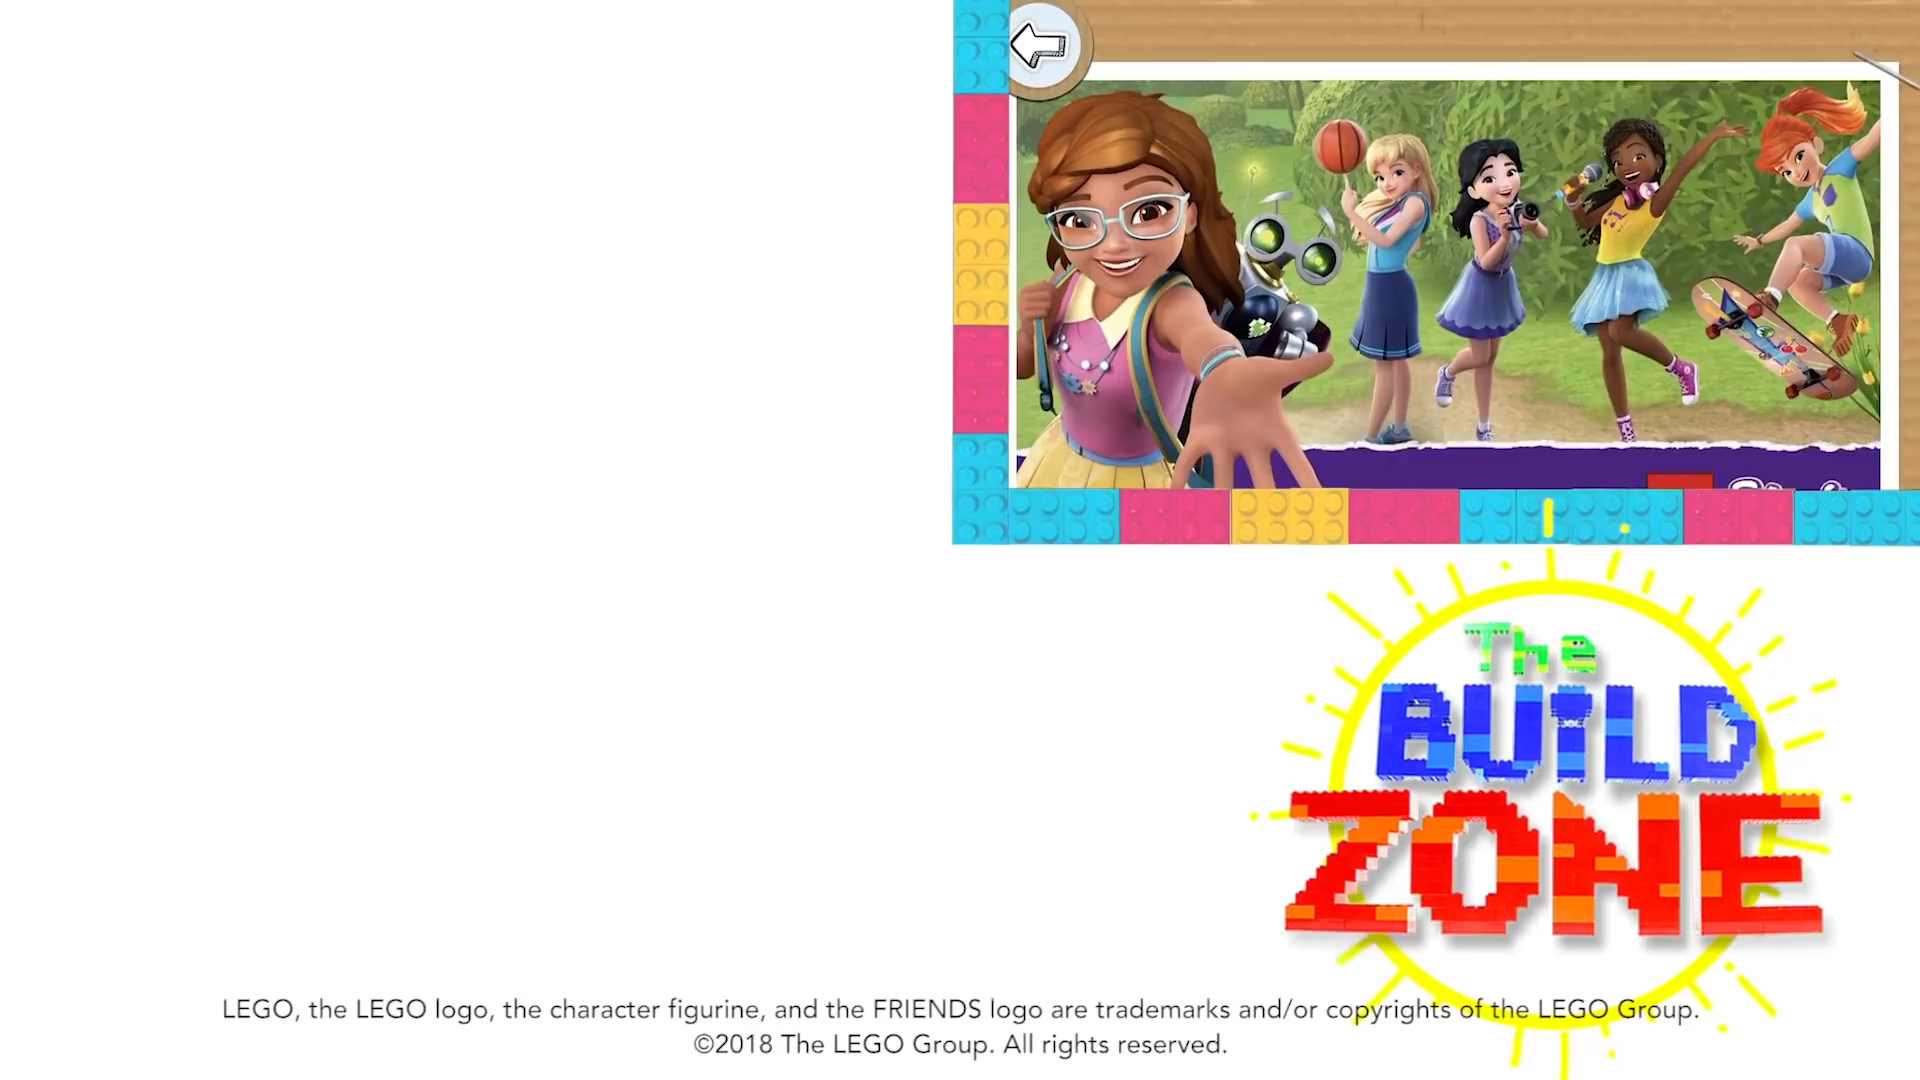 The
BUILD
ZONE
LEGO, the LEGO logo, the character figurine, and the FRIENDS logo are trademarks and/or copyrights of the LEGO Group.
©2018 The LEGO Group. All rights reserved.